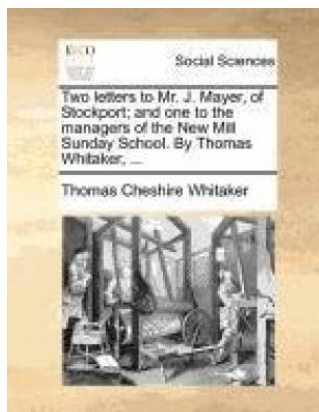 ECCO
Social Sciences
Two letters to Mr. J. Mayer, of
Stockport; and one to the
managers of the New Mill
Sunday School. By Thomas
Whitaker, ...
Thomas Cheshire Whitaker